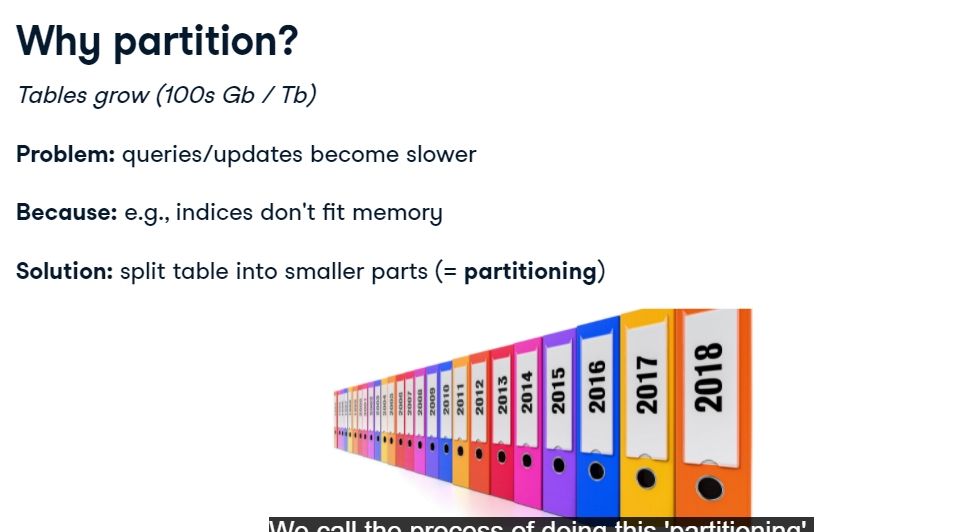 Why partition?
Tables grow (100s Gb / Tb)
Problem: queries/updates become slower
Because: e.g., indices don't fit memory
Solution: split table into smaller parts (= partitioning)
2006
2007
2008
2009
2010
2011
2012
2013
2014
2015
2016
2017
2018
We call the process of doing this 'partitioning'.